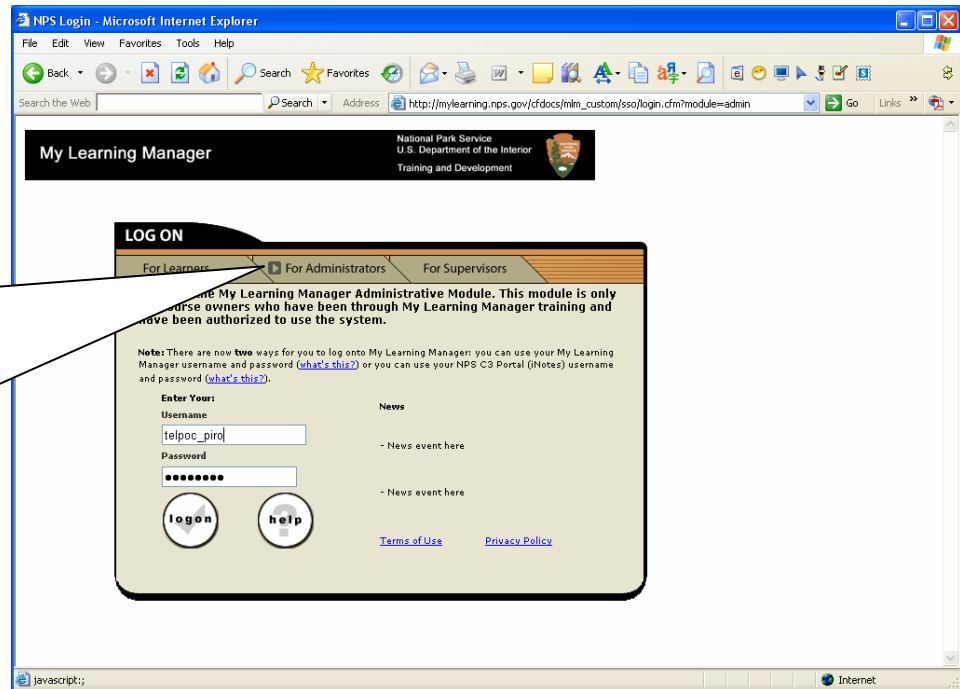 NPS Login - Microsoft Internet Explorer
File Edit View Favorites Tools Help
Back Search Favorites
Search the Web Search Address http://mylearning.nps.gov/cfdocs/mlm_custom/sso/login.cfm?module=admin Go Links »
My Learning Manager
National Park Service
U.S. Department of the Interior
Training and Development
LOG ON
For Learners For Administrators For Supervisors
My Learning Manager Administrative Module. This module is only
owners who have been through My Learning Manager training and
have been authorized to use the system.
Note: There are now two ways for you to log onto My Learning Manager: you can use your My Learning
Manager username and password (what's this?) or you can use your NPS C3 Portal (iNotes) username
and password (what's this?).
Enter Your:
Username
telpoc_piro
Password
●●●●●●●●
logon
help
News
- News event here
- News event here
Terms of Use Privacy Policy
javascript:; Internet